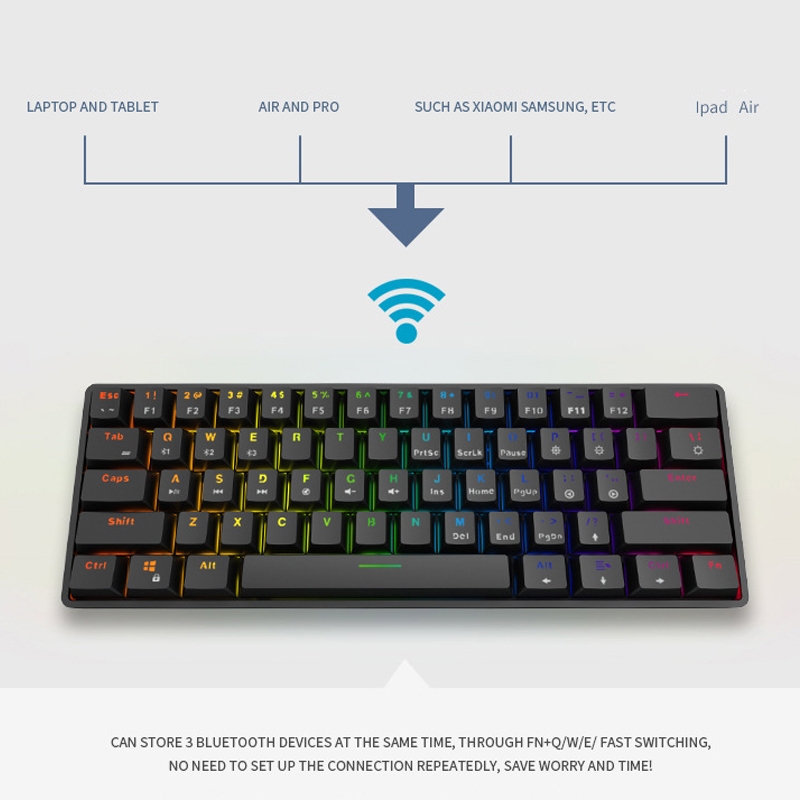 LAPTOP AND TABLET AIR AND PRO SUCH AS XIAOMI SAMSUNG, ETC Ipad Air
Esc 1! 2@ 3# 4$ 5% 6^ 7& 8*
F1 F2 F3 F4 F5 F6 F7 F8 F9 F10 F11 F12
Tab Q W E R T Y U I O P
1 2 3 PrtSc ScrLk Pause
Caps A S D F G H J K L Enter
Ins Home PgUp
Shift Z X C V B N M Shift
Del End PgDn
Ctrl Alt Alt Ctrl Fn
CAN STORE 3 BLUETOOTH DEVICES AT THE SAME TIME, THROUGH FN+Q/W/E/ FAST SWITCHING,
NO NEED TO SET UP THE CONNECTION REPEATEDLY, SAVE WORRY AND TIME!